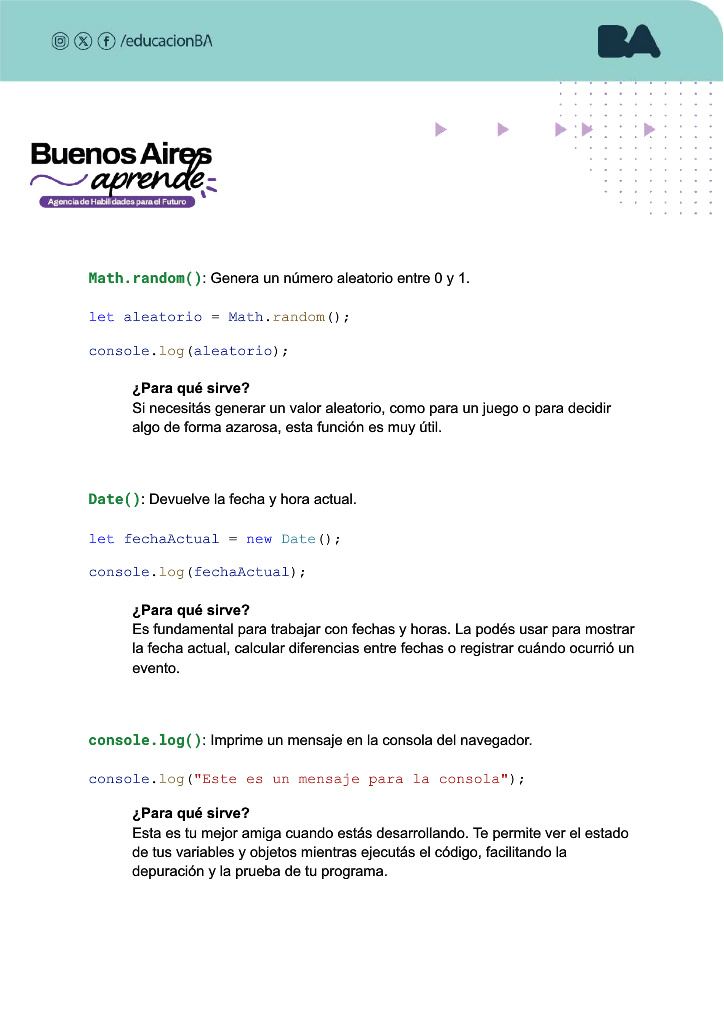 /educacionBA
BA
Buenos Aires
aprende
Agencia de Habilidades para el Futuro
Math.random(): Genera un número aleatorio entre 0 y 1.
let aleatorio = Math.random();
console.log(aleatorio);
¿Para qué sirve?
Si necesitás generar un valor aleatorio, como para un juego o para decidir
algo de forma azarosa, esta función es muy útil.
Date(): Devuelve la fecha y hora actual.
let fechaActual = new Date();
console.log(fechaActual);
¿Para qué sirve?
Es fundamental para trabajar con fechas y horas. La podés usar para mostrar
la fecha actual, calcular diferencias entre fechas o registrar cuándo ocurrió un
evento.
console.log(): Imprime un mensaje en la consola del navegador.
console.log("Este es un mensaje para la consola");
¿Para qué sirve?
Esta es tu mejor amiga cuando estás desarrollando. Te permite ver el estado
de tus variables y objetos mientras ejecutás el código, facilitando la
depuración y la prueba de tu programa.